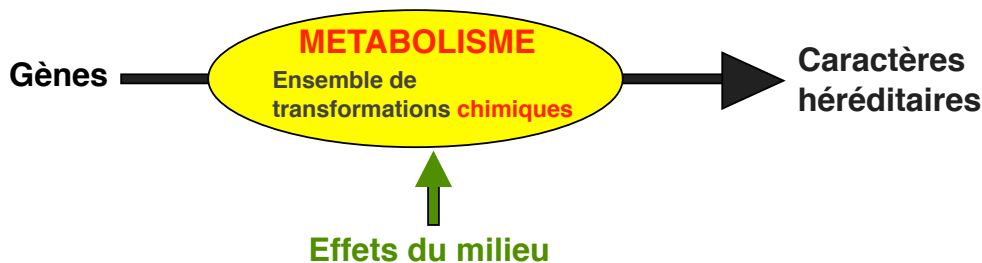 METABOLISME
Gènes
Ensemble de
transformations chimiques
Caractères
héréditaires
Effets du milieu